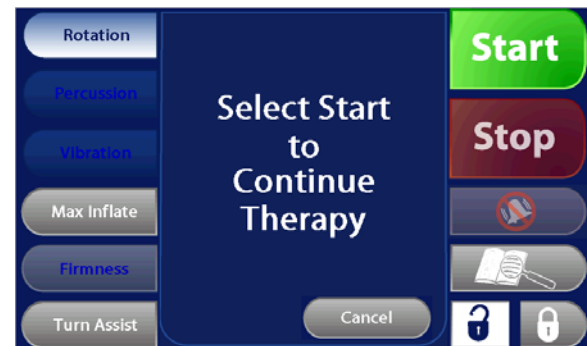 Rotation
Percussion
Vibration
Max Inflate
Firmness
Turn Assist
Select Start
to
Continue
Therapy
Cancel
Start
Stop